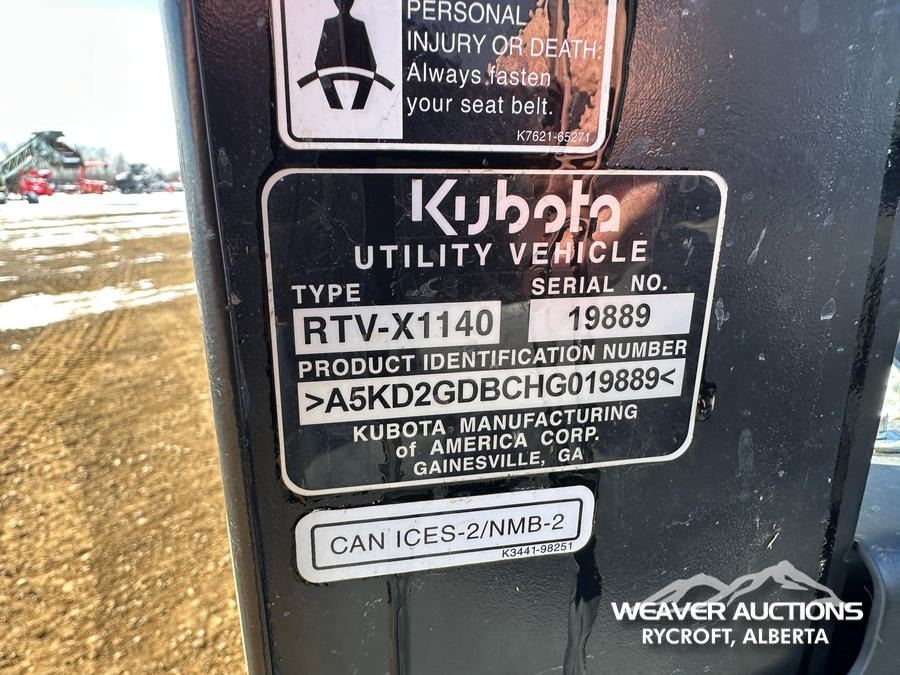 PERSONAL
INJURY OR DEATH:
Always fasten
your seat belt.
K7621-65271
Kubota
UTILITY VEHICLE
TYPE SERIAL NO.
RTV-X1140 19889
PRODUCT IDENTIFICATION NUMBER
>A5KD2GDBCHG019889<
KUBOTA MANUFACTURING
of AMERICA CORP.
GAINESVILLE, GA
CAN ICES-2/NMB-2
K3441-98251
WEAVER AUCTIONS
RYCROFT, ALBERTA